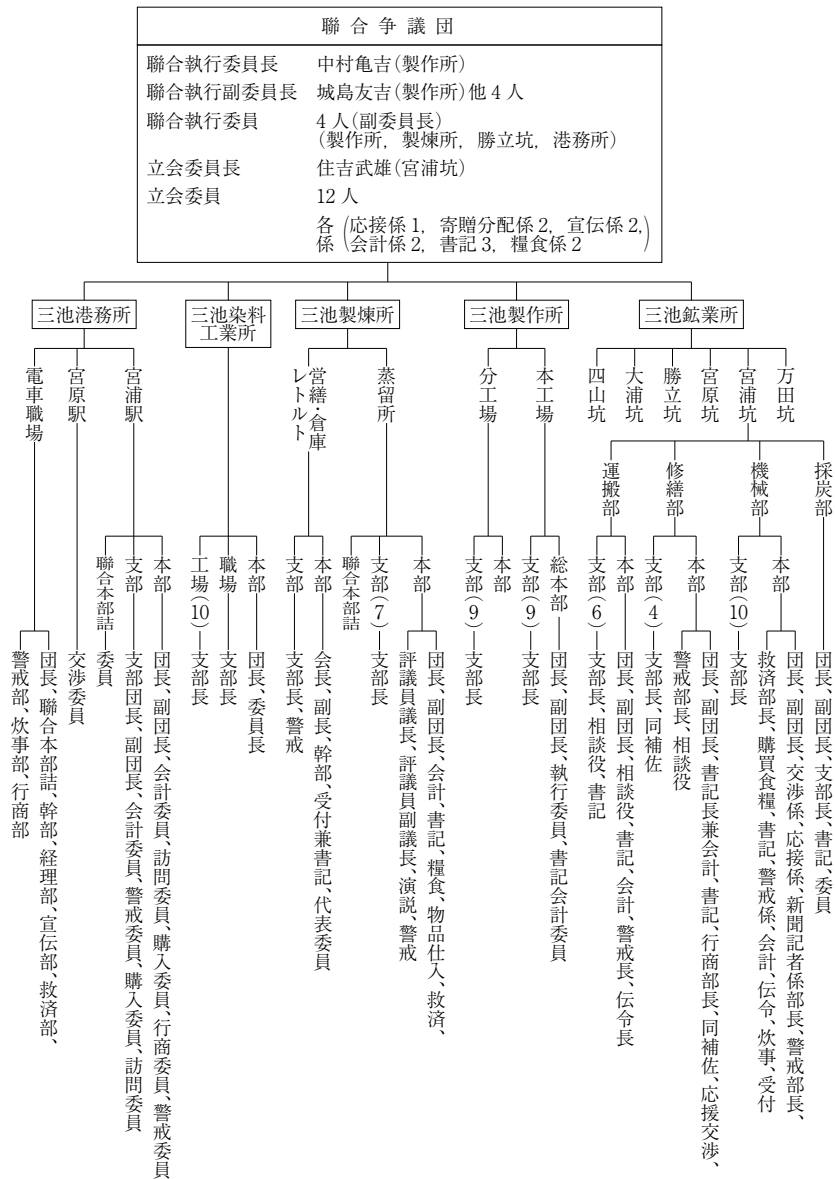 聯合争議団
聯合執行委員長 中村亀吉(製作所)
聯合執行副委員長 城島友吉(製作所)他4人
聯合執行委員 4人(副委員長)
(製作所，製煉所，勝立坑，港務所)
立会委員長 住吉武雄(宮浦坑)
立会委員 12人
各係(応接係1，寄贈分配係2，宣伝係2，
会計係2，書記3，糧食係2)
三池港務所
三池染料
工業所
三池製煉所
三池製作所
三池鉱業所
万田坑
宮浦坑
宮原坑
勝立坑
大浦坑
四山坑
採炭部
団長、副団長、支部長、書記、委員
機械部
本部
団長、副団長、交渉係、応接係、新聞記者係部長、警戒部長、
救済部長、購買食糧、書記、警戒係、会計、伝令、炊事、受付
支部(10)
支部長
修繕部
本部
団長、副団長、書記長兼会計、書記、行商部長、同補佐、応援交渉、
警戒部長、相談役
支部(4)
支部長、同補佐
運搬部
本部
団長、副団長、相談役、書記、会計、警戒長、伝令長
支部(6)
支部長、相談役、書記
本工場
総本部
団長、副団長、執行委員、書記会計委員
支部(9)
支部長
分工場
本部
支部(9)
支部長
蒸留所
本部
団長、副団長、会計、書記、糧食、物品仕入、救済、
評議員議長、評議員副議長、演説、警戒
支部(7)
支部長
聯合本部詰
営繕・倉庫
レトルト
本部
会長、副長、幹部、受付兼書記、代表委員
支部
支部長、警戒
本部
団長、委員長
職場
支部長
工場(10)
支部長
宮浦駅
本部
団長、副団長、会計委員、訪問委員、購入委員、行商委員、警戒委員
支部
支部団長、副団長、会計委員、警戒委員、購入委員、訪問委員
聯合本部詰
委員
宮原駅
交渉委員
電車職場
団長、聯合本部詰、幹部、経理部、宣伝部、救済部、
警戒部、炊事部、行商部